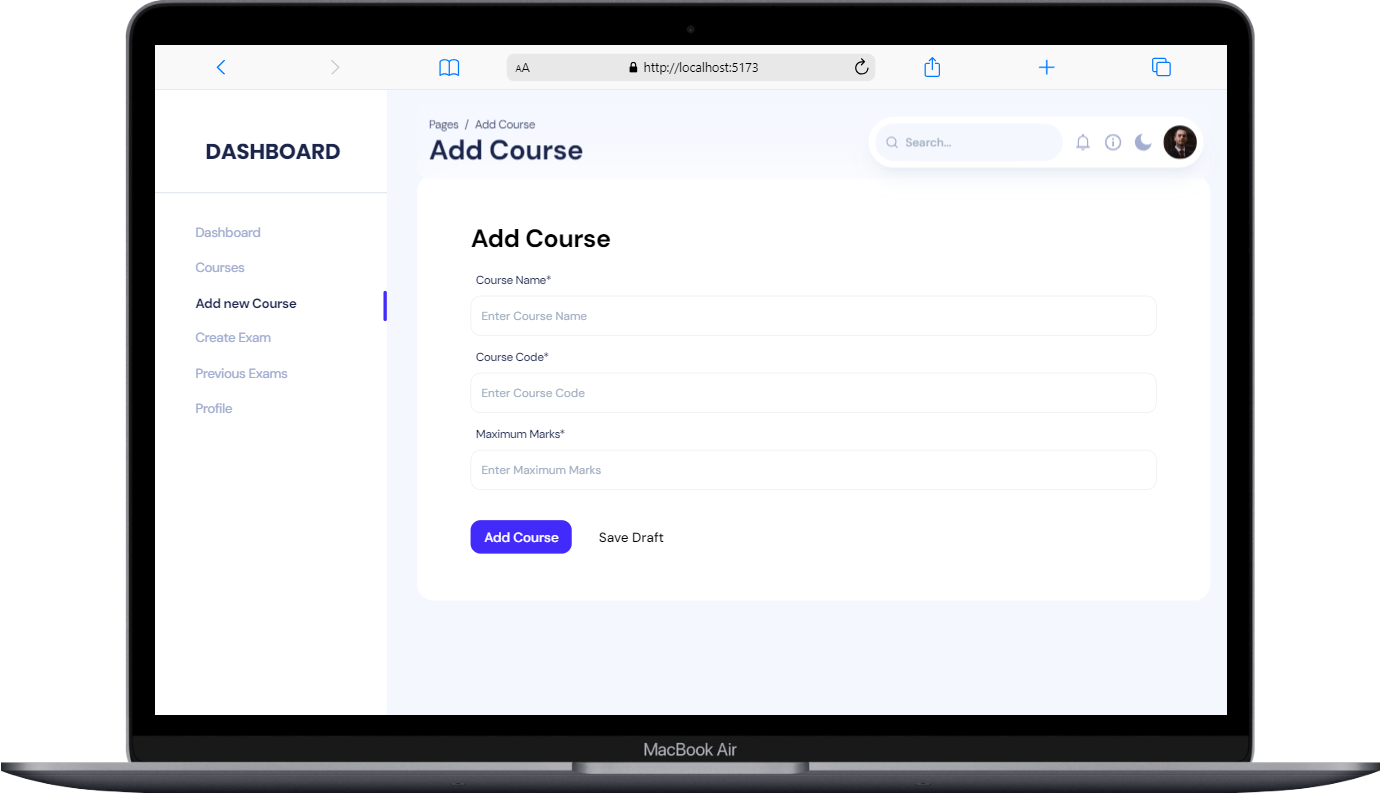 AA http://localhost:5173
DASHBOARD
Dashboard
Courses
Add new Course
Create Exam
Previous Exams
Profile
Pages / Add Course
Add Course
Search...
Add Course
Course Name*
Enter Course Name
Course Code*
Enter Course Code
Maximum Marks*
Enter Maximum Marks
Add Course Save Draft
MacBook Air